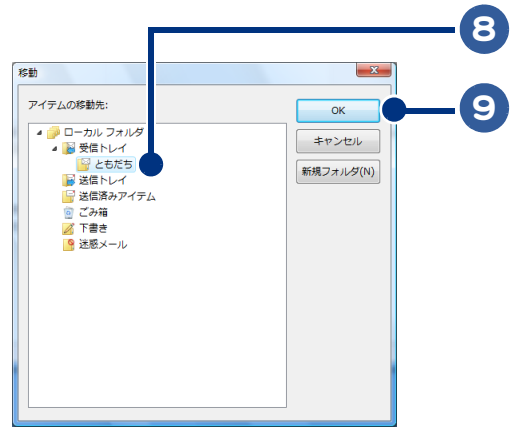 8
移動
アイテムの移動先:
9
OK
ローカル フォルダ
キャンセル
受信トレイ
ともだち
新規フォルダ(N)
送信トレイ
送信済みアイテム
ごみ箱
下書き
迷惑メール